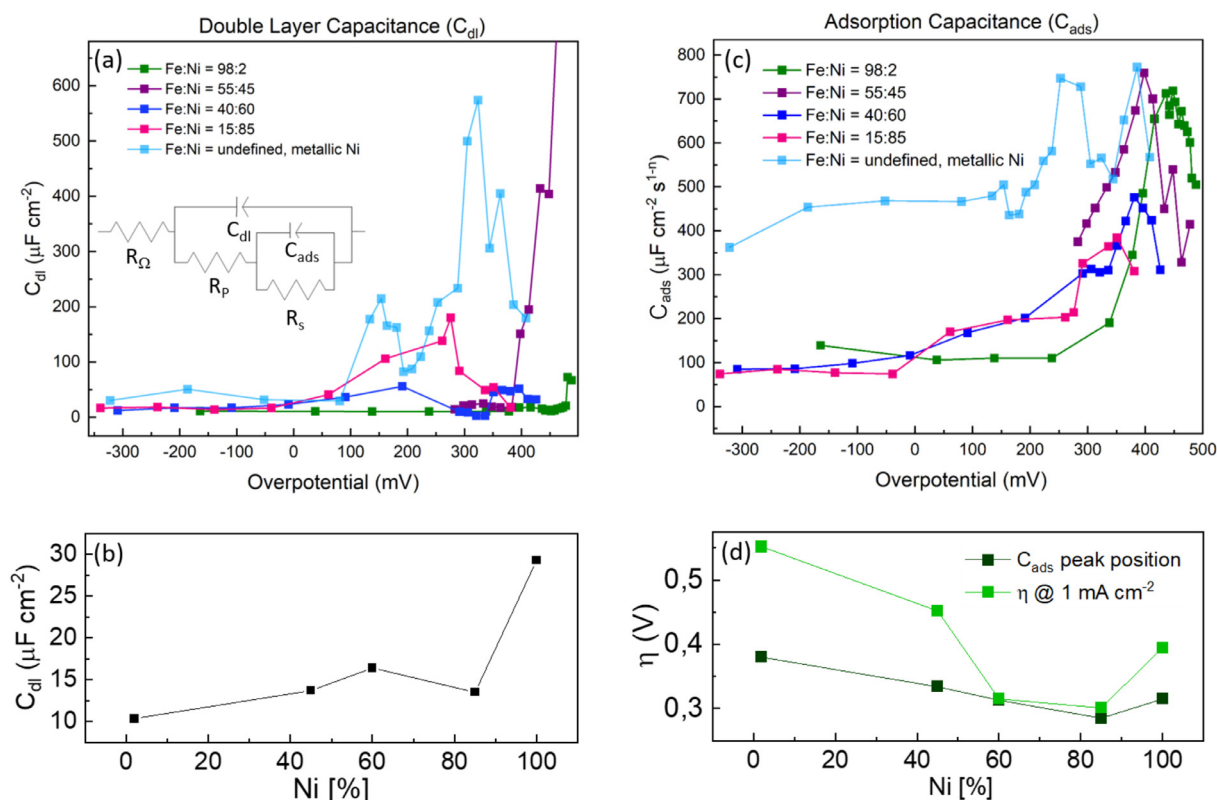 Double Layer Capacitance (Cdl)
(a)
Fe:Ni = 98:2
Fe:Ni = 55:45
Fe:Ni = 40:60
Fe:Ni = 15:85
Fe:Ni = undefined, metallic Ni
Cdl
Cads
RΩ
RP
Rs
600
500
400
300
200
100
0
Cdl (µF cm-2)
-300 -200 -100 0 100 200 300 400
Overpotential (mV)
Adsorption Capacitance (Cads)
(c)
Fe:Ni = 98:2
Fe:Ni = 55:45
Fe:Ni = 40:60
Fe:Ni = 15:85
Fe:Ni = undefined, metallic Ni
800
700
600
500
400
300
200
100
0
Cads (µF cm-2 s1-n)
-300 -200 -100 0 100 200 300 400 500
Overpotential (mV)
(b)
30
25
20
15
10
Cdl (µF cm-2)
0 20 40 60 80 100
Ni [%]
(d)
Cads peak position
η @ 1 mA cm-2
0,5
0,4
0,3
η (V)
0 20 40 60 80 100
Ni [%]